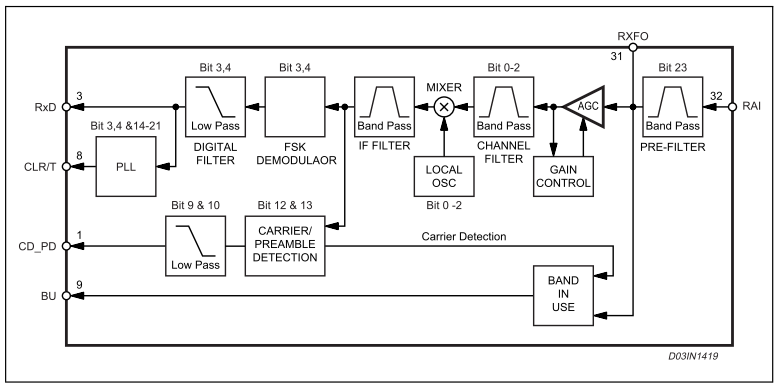 RXFO
31
Bit 3,4
Bit 3,4
Bit 0-2
Bit 23
MIXER
RxD
3
Low Pass
Band Pass
Band Pass
AGC
Band Pass
32
RAI
DIGITAL
FILTER
FSK
DEMODULAOR
IF FILTER
CHANNEL
FILTER
PRE-FILTER
Bit 3,4 &14-21
CLR/T
8
PLL
LOCAL
OSC
GAIN
CONTROL
Bit 0 -2
Bit 9 & 10
Bit 12 & 13
CD_PD
1
Low Pass
CARRIER/
PREAMBLE
DETECTION
Carrier Detection
BU
9
BAND
IN
USE
D03IN1419